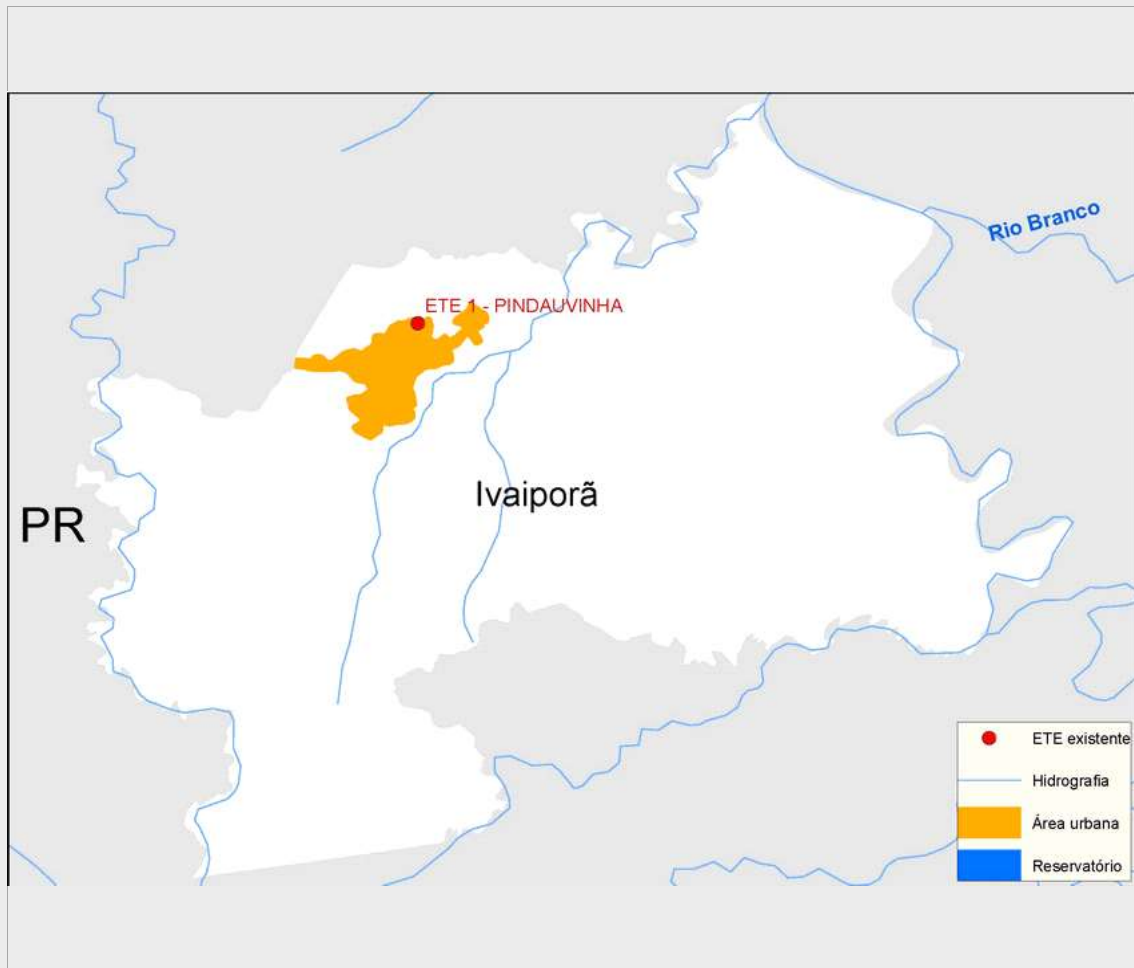 Rio Branco
ETE 1 - PINDAUVINHA
Ivaiporã
PR
ETE existente
Hidrografia
Área urbana
Reservatório